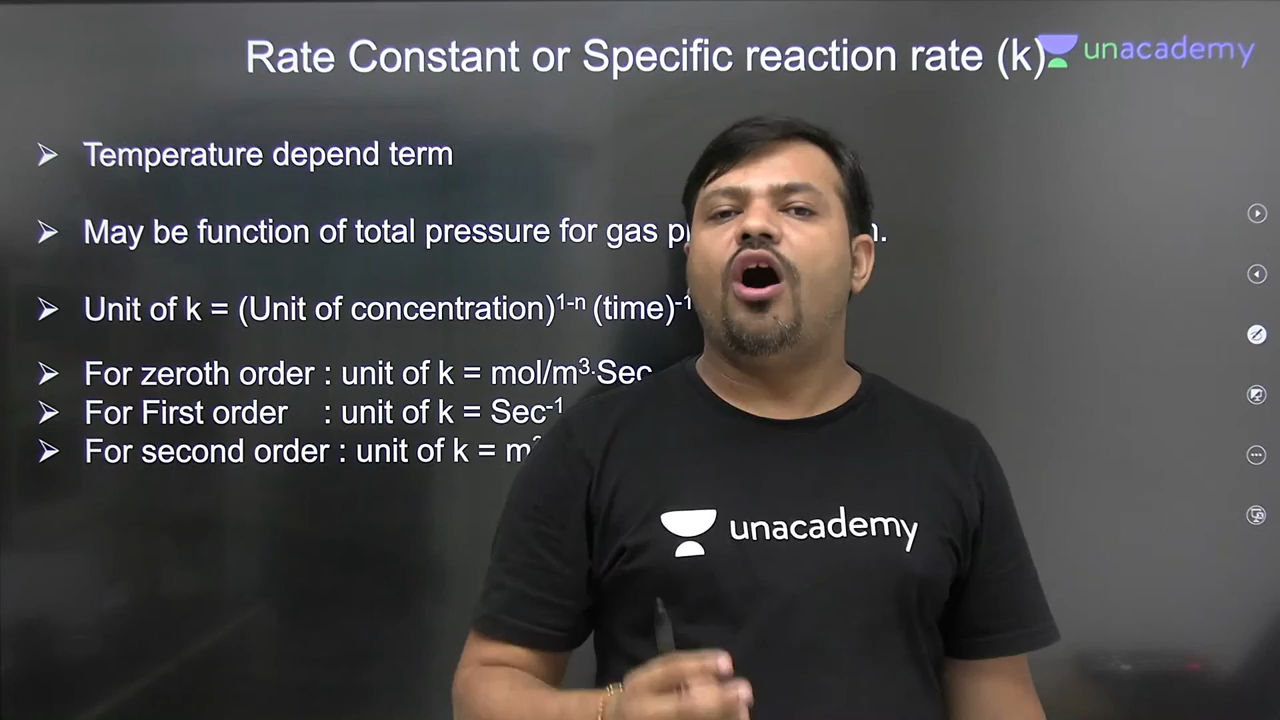 Rate Constant or Specific reaction rate (k)
unacademy
➢ Temperature depend term
➢ May be function of total pressure for gas
➢ Unit of k = (Unit of concentration)¹⁻ⁿ (time)⁻¹
➢ For zeroth order : unit of k = mol/m³·Sec
➢ For First order : unit of k = Sec⁻¹
➢ For second order : unit of k =
unacademy